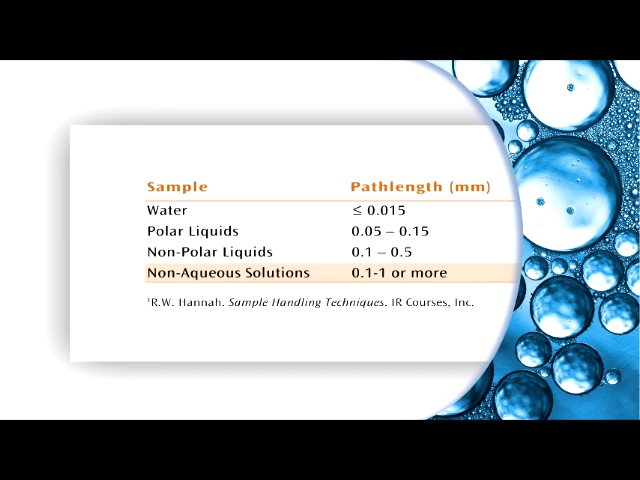 Sample Pathlength (mm)
Water ≤ 0.015
Polar Liquids 0.05 – 0.15
Non-Polar Liquids 0.1 – 0.5
Non-Aqueous Solutions 0.1-1 or more
¹R.W. Hannah. Sample Handling Techniques. IR Courses, Inc.